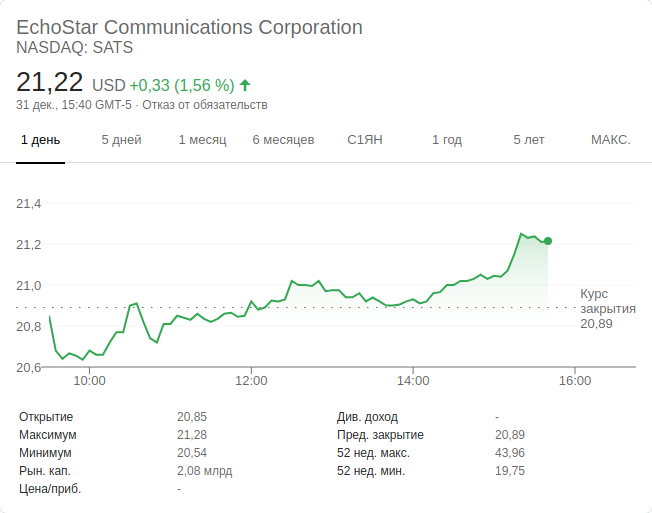 EchoStar Communications Corporation
NASDAQ: SATS
21,22 USD +0,33 (1,56 %)
31 дек., 15:40 GMT-5 · Отказ от обязательств
1 день 5 дней 1 месяц 6 месяцев С1ЯН 1 год 5 лет МАКС.
21,4
21,2
21,0
20,8
20,6
Курс
закрытия
20,89
10:00 12:00 14:00 16:00
Открытие 20,85 Див. доход -
Максимум 21,28 Пред. закрытие 20,89
Минимум 20,54 52 нед. макс. 43,96
Рын. кап. 2,08 млрд 52 нед. мин. 19,75
Цена/приб. -